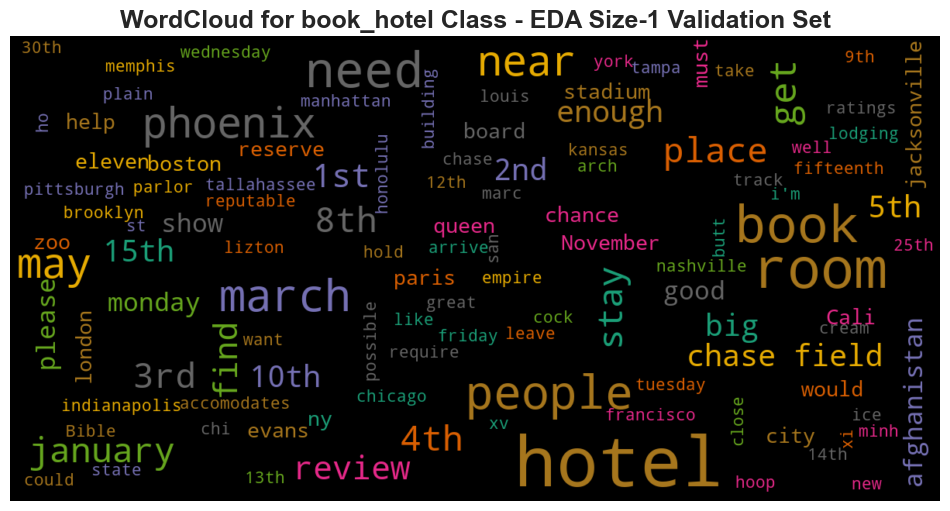 WordCloud for book_hotel Class - EDA Size-1 Validation Set
30th
wednesday
memphis
plain
ho
help
need
manhattan
building
near
york
tampa
must
take
get
9th
jacksonville
phoenix
louis
stadium
enough
ratings
lodging
board
reserve
honolulu
eleven
boston
1st
chase
2nd
kansas
arch
place
well
fifteenth
pittsburgh
parlor
tallahassee
reputable
12th
marc
track
i'm
brooklyn
st
show
8th
queen
chance
book
5th
zoo
15th
lizton
hold
arrive
san
November
butt
25th
may
march
paris
empire
stay
nashville
room
please
monday
great
good
london
find
want
possible
like
friday
leave
cock
big
Cali
cream
require
chase field
3rd
10th
people
tuesday
would
afghanistan
indianapolis
accomodates
chicago
francisco
close
ice
Bible
chi
evans
ny
xv
city
xi
minh
january
4th
hotel
14th
could
state
13th
review
hoop
new